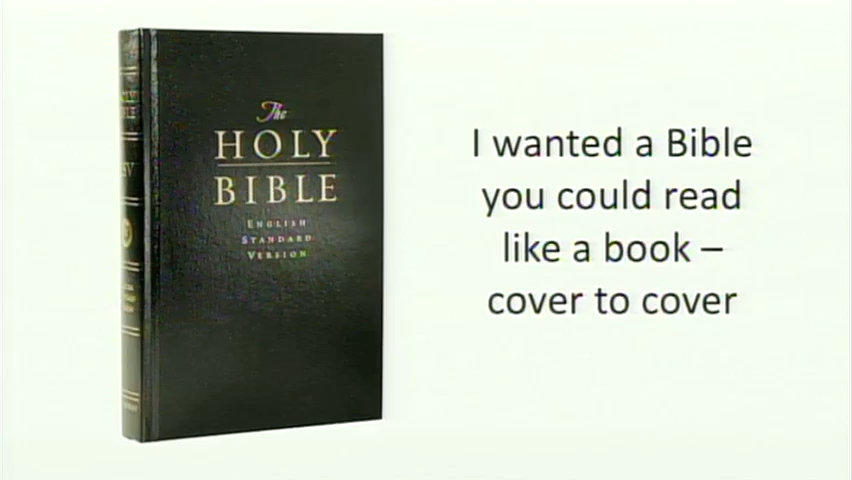 The
HOLY
BIBLE
ENGLISH
STANDARD
VERSION
I wanted a Bible
you could read
like a book –
cover to cover